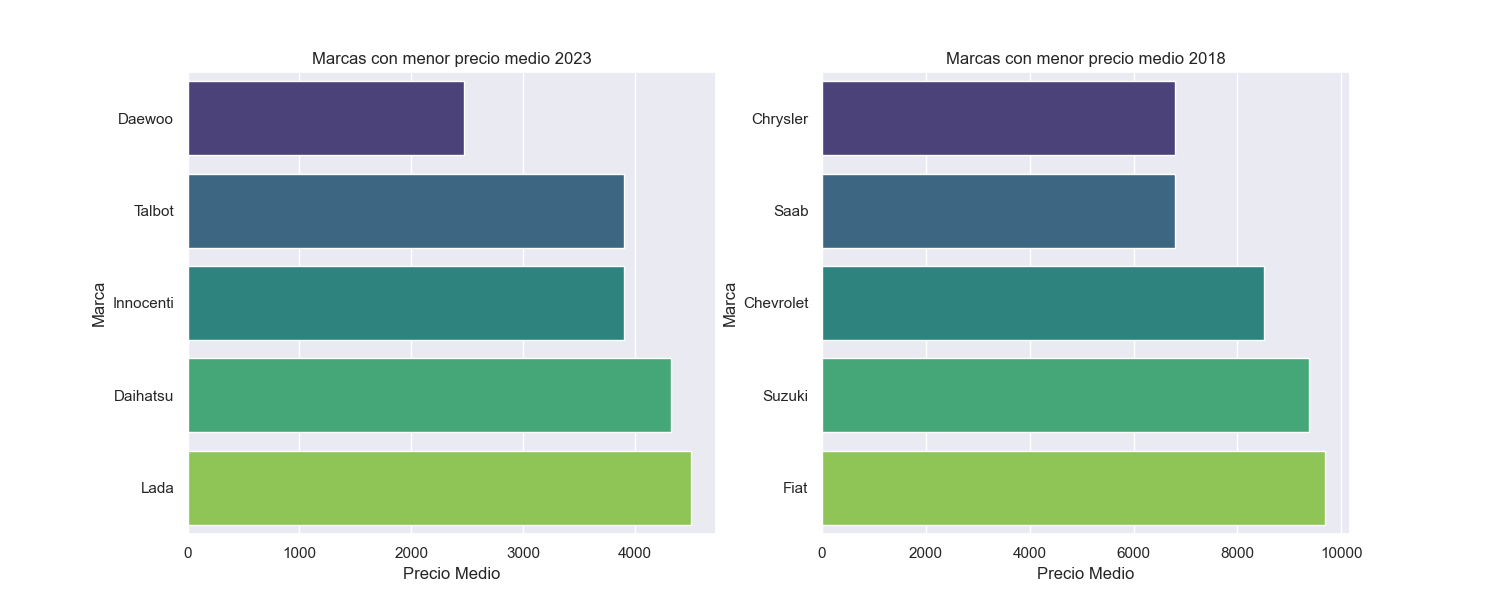 Marcas con menor precio medio 2023
Marca
Daewoo
Talbot
Innocenti
Daihatsu
Lada
0 1000 2000 3000 4000
Precio Medio
Marcas con menor precio medio 2018
Marca
Chrysler
Saab
Chevrolet
Suzuki
Fiat
0 2000 4000 6000 8000 10000
Precio Medio